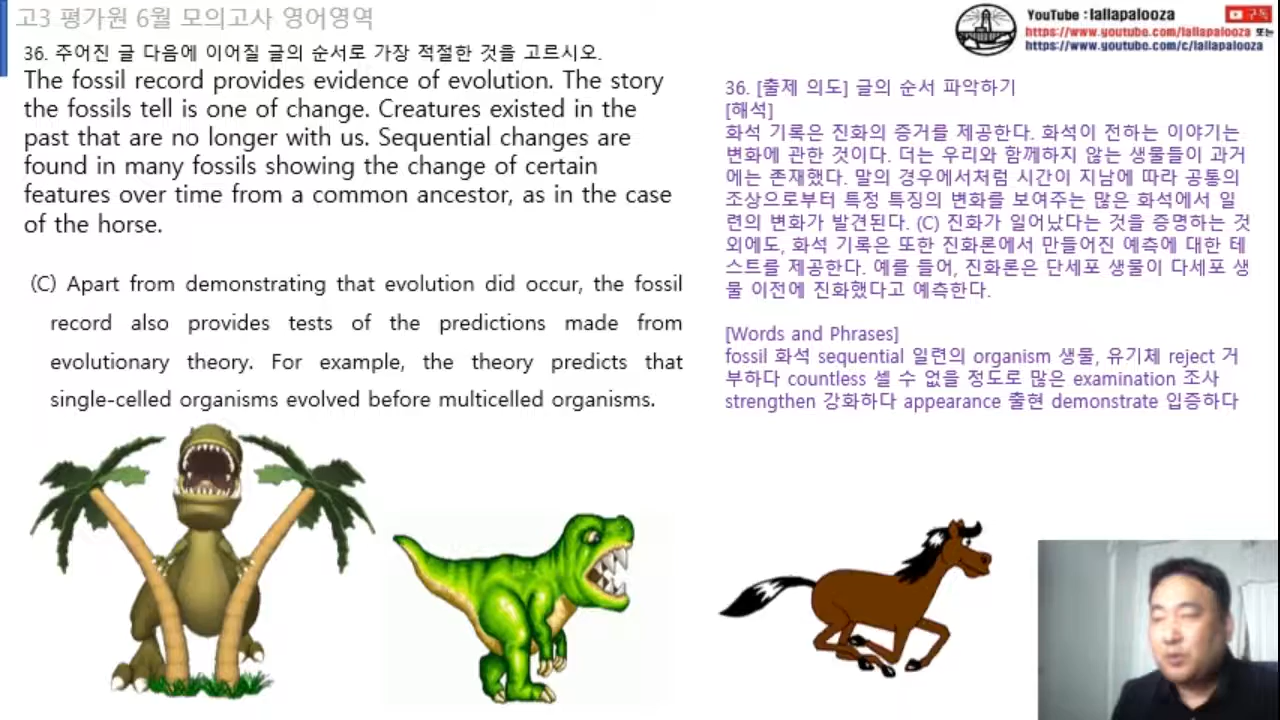 고3 평가원 6월 모의고사 영어영역
36. 주어진 글 다음에 이어질 글의 순서로 가장 적절한 것을 고르시오.
The fossil record provides evidence of evolution. The story
the fossils tell is one of change. Creatures existed in the
past that are no longer with us. Sequential changes are
found in many fossils showing the change of certain
features over time from a common ancestor, as in the case
of the horse.
(C) Apart from demonstrating that evolution did occur, the fossil
record also provides tests of the predictions made from
evolutionary theory. For example, the theory predicts that
single-celled organisms evolved before multicelled organisms.
YouTube : lallapalooza
구독
https://www.youtube.com/lallapalooza 또는
https://www.youtube.com/c/lallapalooza
36. [출제 의도] 글의 순서 파악하기
[해석]
화석 기록은 진화의 증거를 제공한다. 화석이 전하는 이야기는
변화에 관한 것이다. 더는 우리와 함께하지 않는 생물들이 과거
에는 존재했다. 말의 경우에서처럼 시간이 지남에 따라 공통의
조상으로부터 특정 특징의 변화를 보여주는 많은 화석에서 일
련의 변화가 발견된다. (C) 진화가 일어났다는 것을 증명하는 것
외에도, 화석 기록은 또한 진화론에서 만들어진 예측에 대한 테
스트를 제공한다. 예를 들어, 진화론은 단세포 생물이 다세포 생
물 이전에 진화했다고 예측한다.
[Words and Phrases]
fossil 화석 sequential 일련의 organism 생물, 유기체 reject 거
부하다 countless 셀 수 없을 정도로 많은 examination 조사
strengthen 강화하다 appearance 출현 demonstrate 입증하다